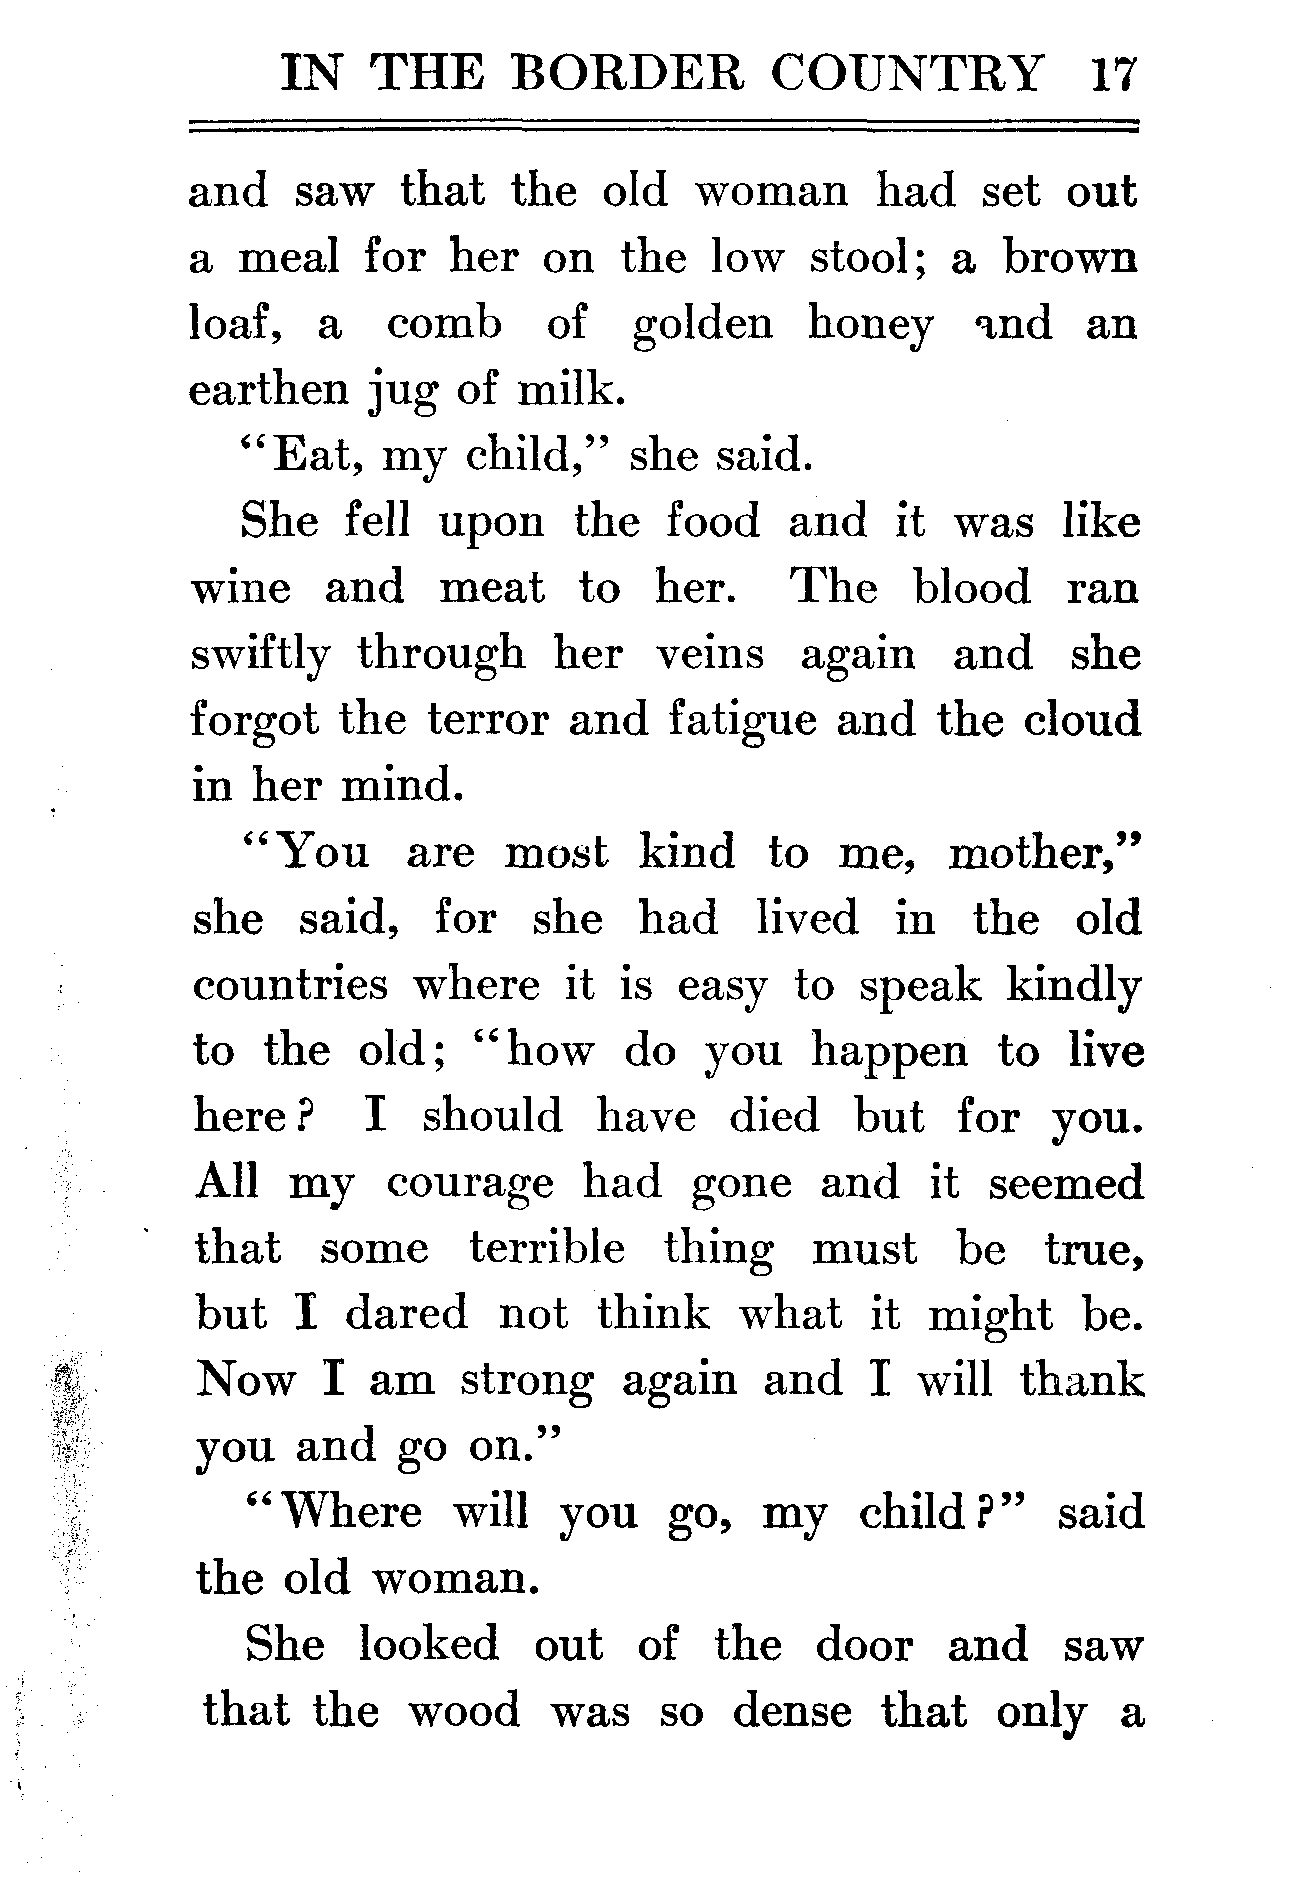 IN THE BORDER COUNTRY 17
and saw that the old woman had set out
a meal for her on the low stool; a brown
loaf, a comb of golden honey and an
earthen jug of milk.
"Eat, my child," she said.
She fell upon the food and it was like
wine and meat to her. The blood ran
swiftly through her veins again and she
forgot the terror and fatigue and the cloud
in her mind.
"You are most kind to me, mother,"
she said, for she had lived in the old
countries where it is easy to speak kindly
to the old; "how do you happen to live
here? I should have died but for you.
All my courage had gone and it seemed
that some terrible thing must be true,
but I dared not think what it might be.
Now I am strong again and I will thank
you and go on."
"Where will you go, my child?" said
the old woman.
She looked out of the door and saw
that the wood was so dense that only a